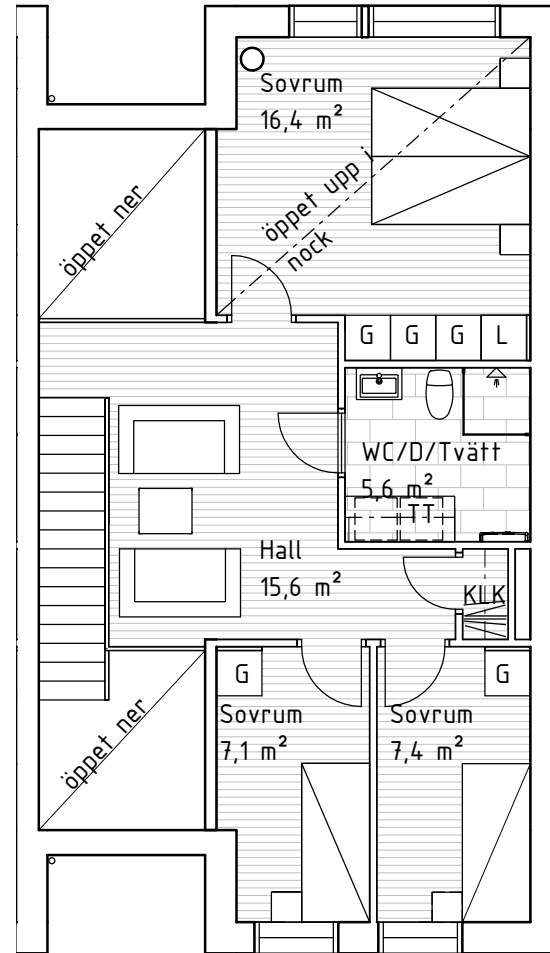 Sovrum
16,4 m²
öppet ner
öppet upp i
nock
G G G L
WC/D/Tvätt
5,6 m²
TT
Hall
15,6 m²
KLK
G
G
Sovrum
7,1 m²
Sovrum
7,4 m²
öppet ner